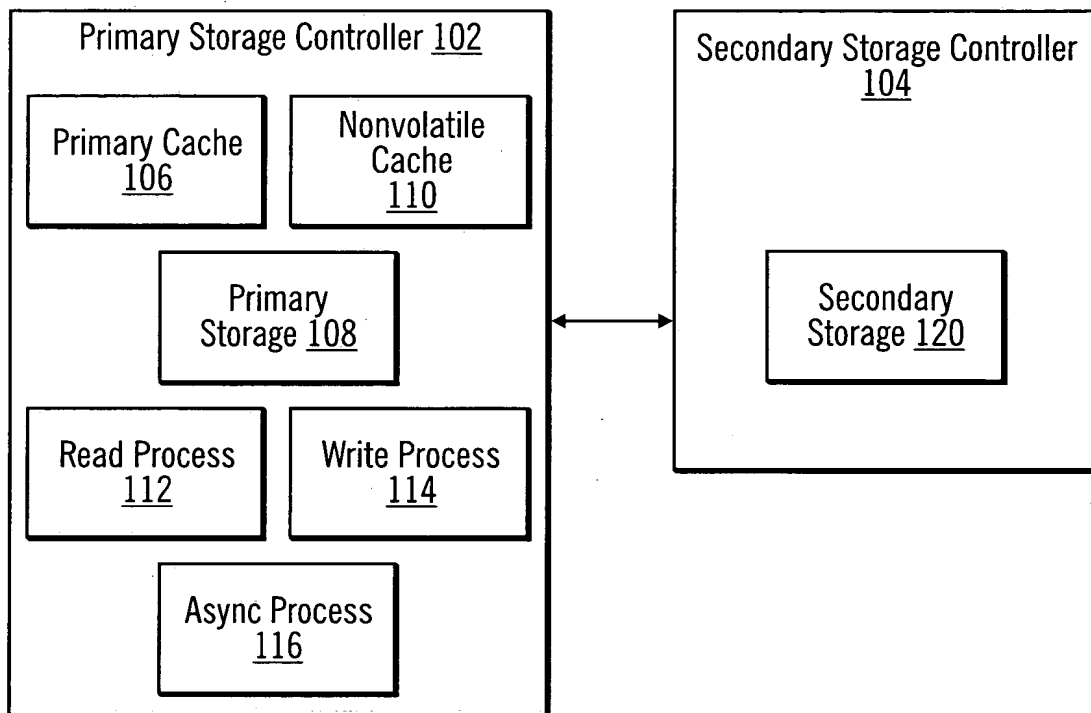 Primary Storage Controller 102
Primary Cache
106
Nonvolatile
Cache
110
Primary
Storage 108
Read Process
112
Write Process
114
Async Process
116
Secondary Storage Controller
104
Secondary
Storage 120